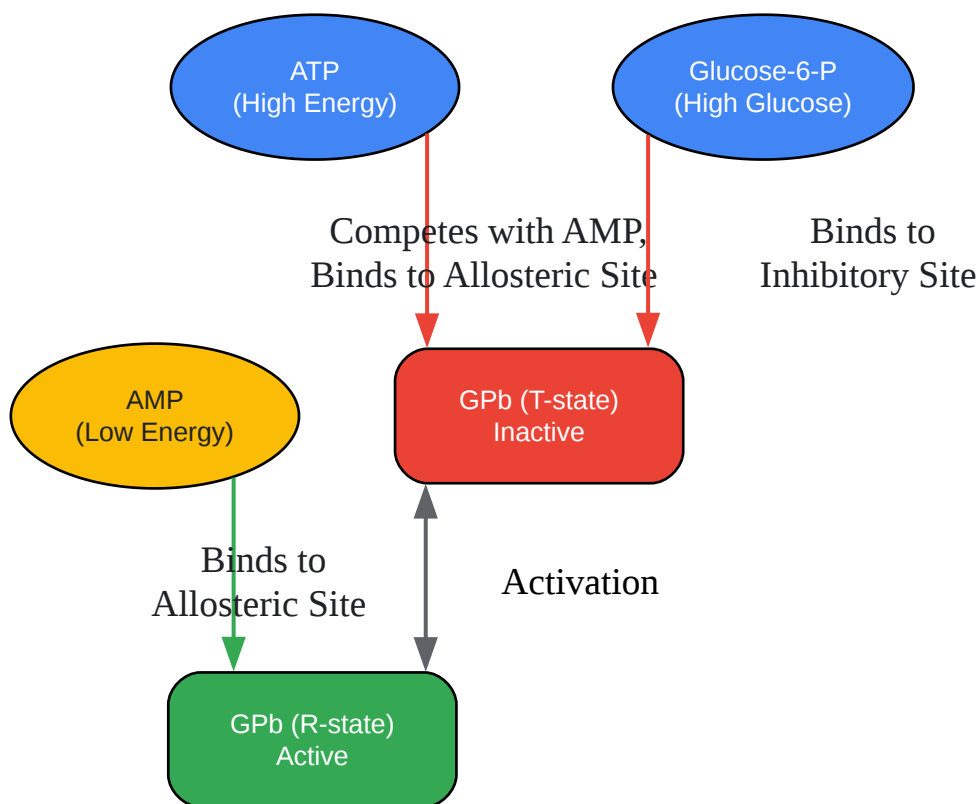 ATP
(High Energy)
Glucose-6-P
(High Glucose)
Competes with AMP,
Binds to Allosteric Site
Binds to
Inhibitory Site
AMP
(Low Energy)
GPb (T-state)
Inactive
Binds to
Allosteric Site
Activation
GPb (R-state)
Active